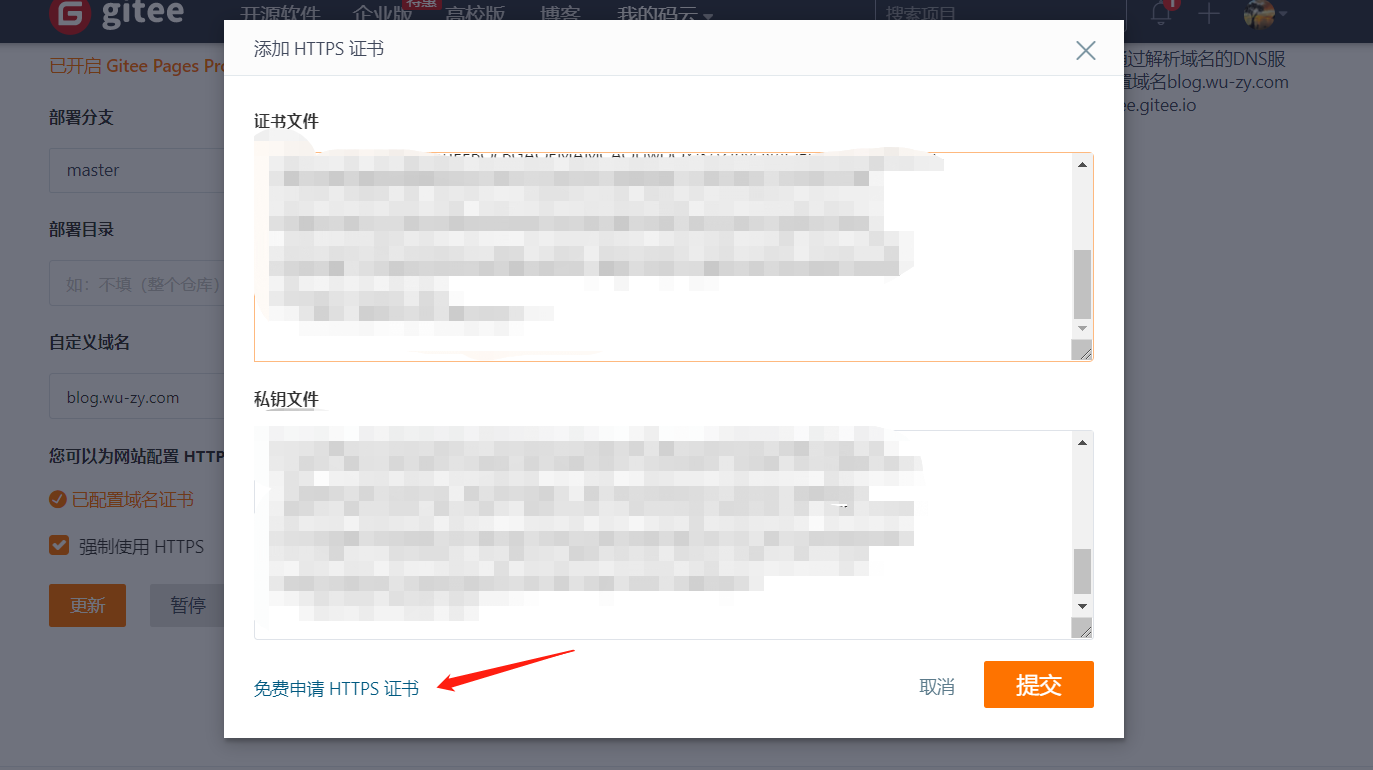 gitee
开源软件 企业版 特惠 高校版 博客 我的码云 搜索项目 1
已开启 Gitee Pages Pr
部署分支
master
部署目录
如：不填（整个仓库）
自定义域名
blog.wu-zy.com
您可以为网站配置 HTTP
已配置域名证书
强制使用 HTTPS
更新 暂停
添加 HTTPS 证书
证书文件
私钥文件
免费申请 HTTPS 证书
取消 提交
过解析域名的DNS服
置域名blog.wu-zy.com
ee.gitee.io